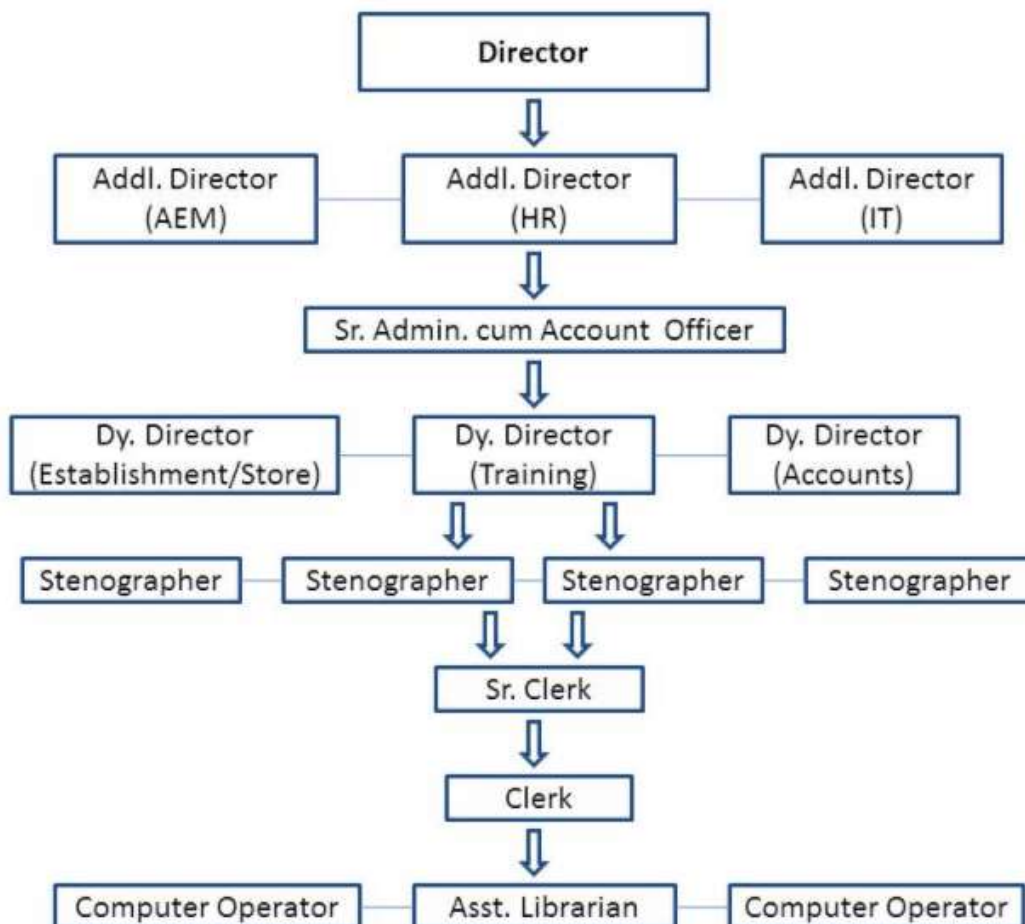 Director
Addl. Director
(AEM)
Addl. Director
(HR)
Addl. Director
(IT)
Sr. Admin. cum Account Officer
Dy. Director
(Establishment/Store)
Dy. Director
(Training)
Dy. Director
(Accounts)
Stenographer
Stenographer
Stenographer
Stenographer
Sr. Clerk
Clerk
Computer Operator
Asst. Librarian
Computer Operator